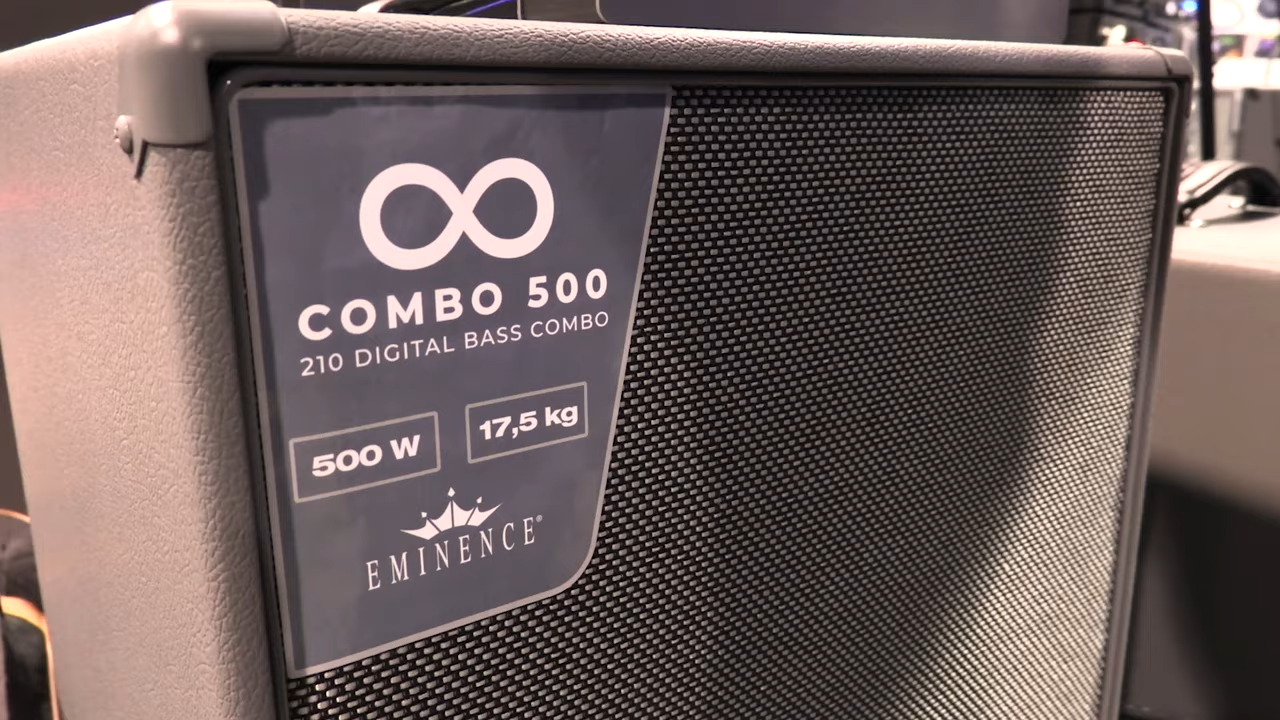 COMBO 500
210 DIGITAL BASS COMBO
500 W
17,5 kg
EMINENCE®